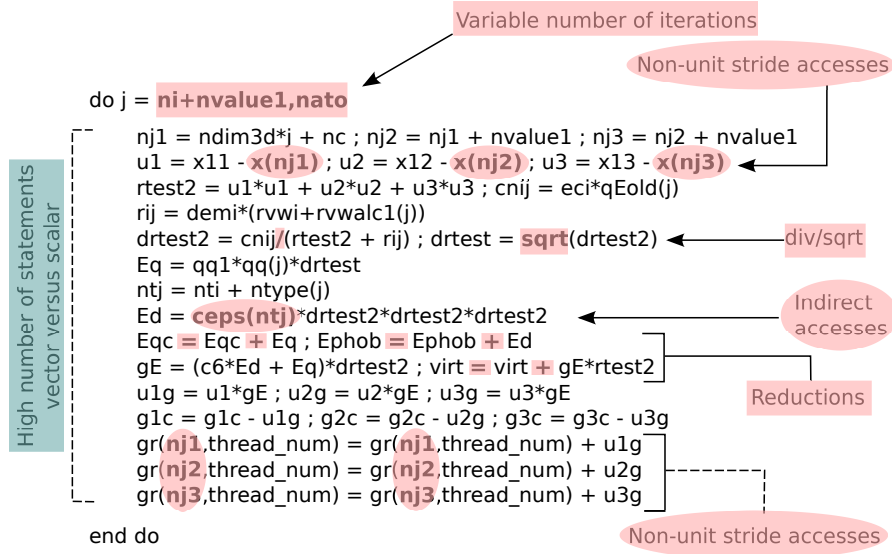 Variable number of iterations
Non-unit stride accesses
do j = ni+nvalue1,nato
High number of statements
vector versus scalar
nj1 = ndim3d*j + nc ; nj2 = nj1 + nvalue1 ; nj3 = nj2 + nvalue1
u1 = x11 - x(nj1) ; u2 = x12 - x(nj2) ; u3 = x13 - x(nj3)
rtest2 = u1*u1 + u2*u2 + u3*u3 ; cnij = eci*qEold(j)
rij = demi*(rvwi+rvwalc1(j))
drtest2 = cnij/(rtest2 + rij) ; drtest = sqrt(drtest2)
div/sqrt
Eq = qq1*qq(j)*drtest
ntj = nti + ntype(j)
Ed = ceps(ntj)*drtest2*drtest2*drtest2
Indirect
accesses
Eqc = Eqc + Eq ; Ephob = Ephob + Ed
gE = (c6*Ed + Eq)*drtest2 ; virt = virt + gE*rtest2
Reductions
u1g = u1*gE ; u2g = u2*gE ; u3g = u3*gE
g1c = g1c - u1g ; g2c = g2c - u2g ; g3c = g3c - u3g
gr(nj1,thread_num) = gr(nj1,thread_num) + u1g
gr(nj2,thread_num) = gr(nj2,thread_num) + u2g
gr(nj3,thread_num) = gr(nj3,thread_num) + u3g
Non-unit stride accesses
end do